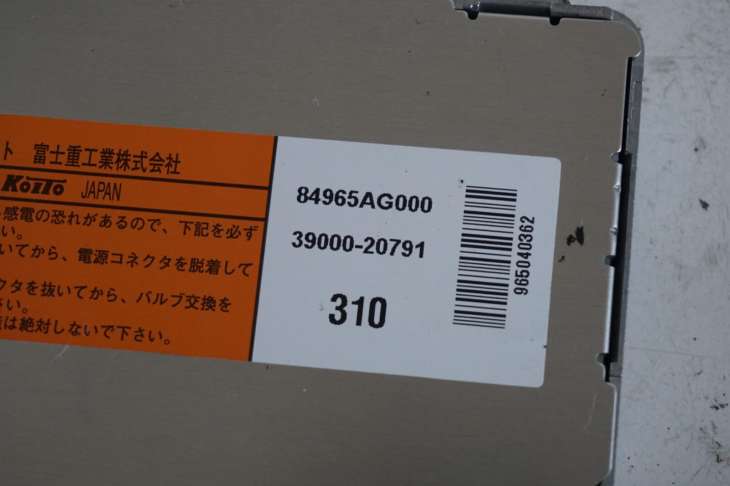 ト 富士重工業株式会社
KOITO JAPAN
感電の恐れがあるので、下記を必ず
い。
いてから、電源コネクタを脱着して
クタを抜いてから、バルブ交換を
さい。
は絶対しないで下さい。
84965AG000
39000-20791
310
965040362